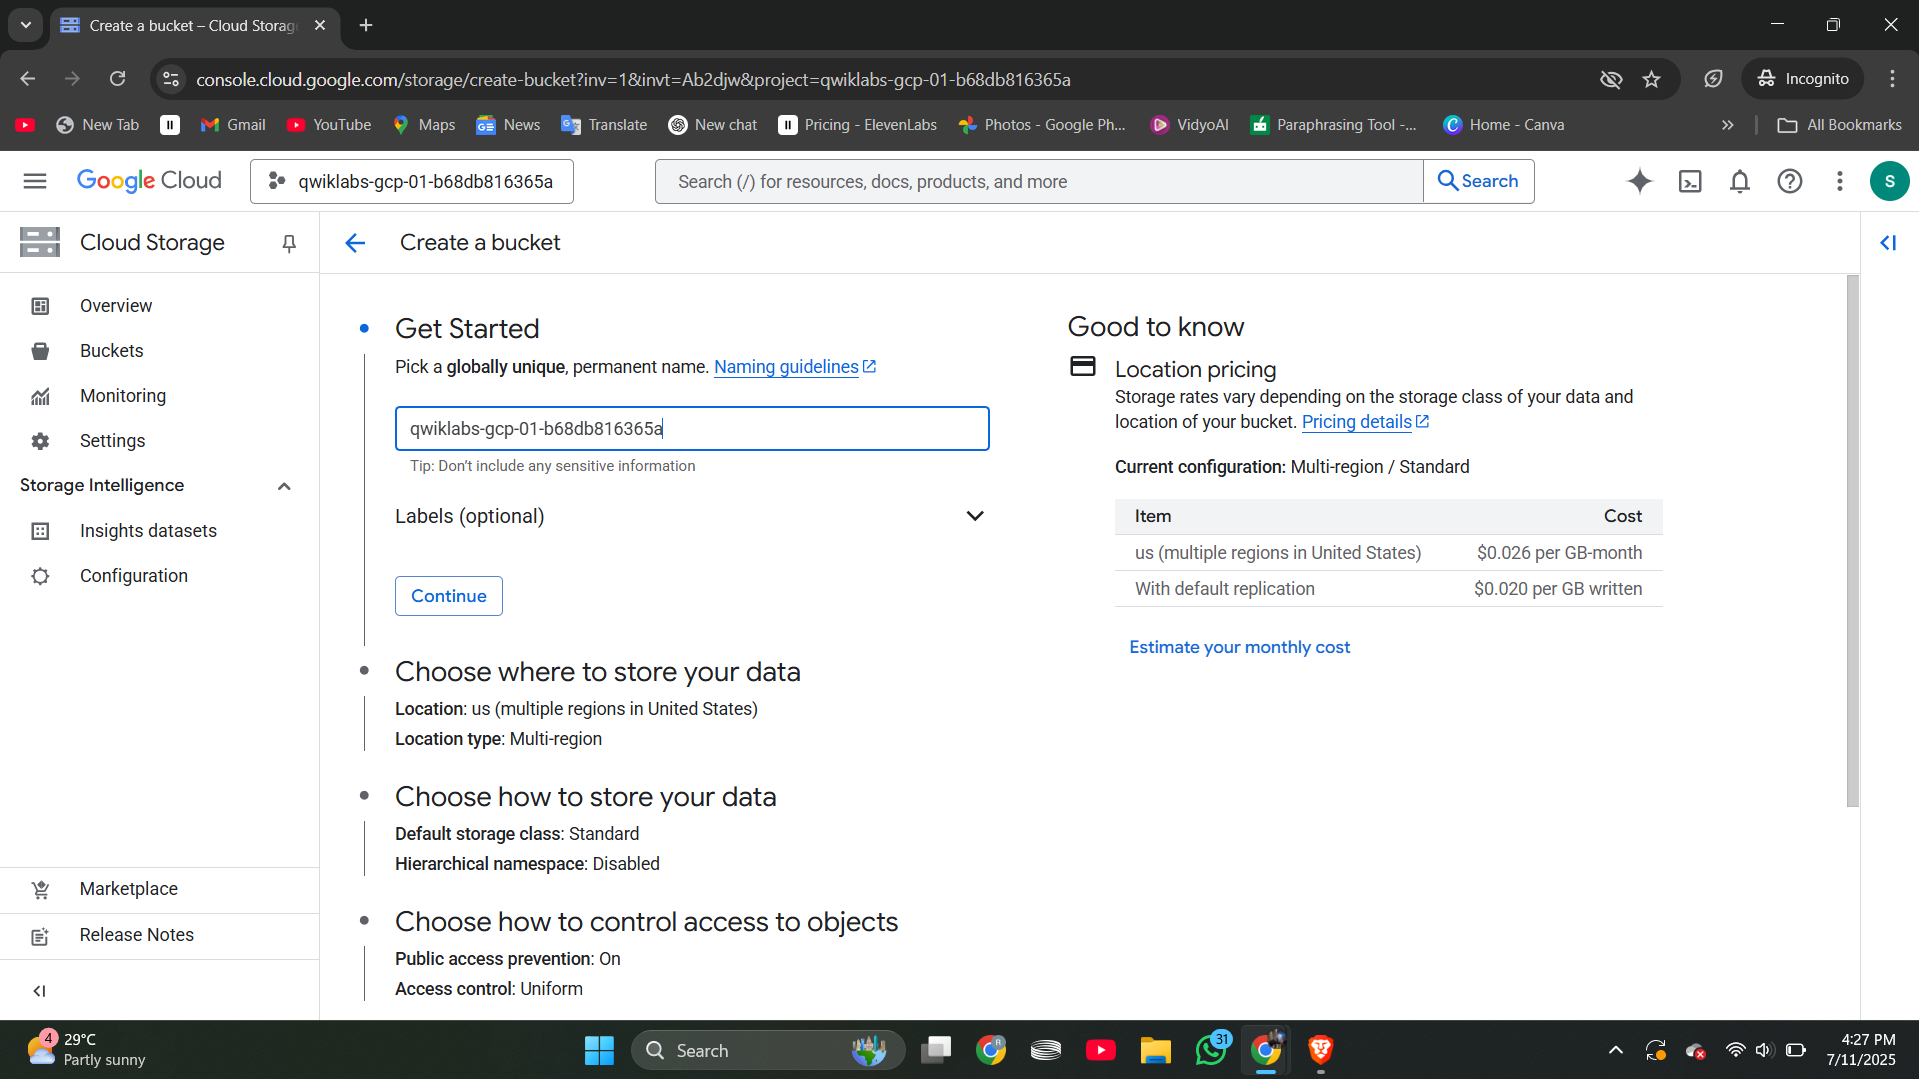 Create a bucket – Cloud Storag
console.cloud.google.com/storage/create-bucket?inv=1&invt=Ab2djw&project=qwiklabs-gcp-01-b68db816365a
Incognito
New Tab
Gmail
YouTube
Maps
News
Translate
New chat
Pricing - ElevenLabs
Photos - Google Ph...
VidyoAI
Paraphrasing Tool -...
Home - Canva
All Bookmarks
Google Cloud
qwiklabs-gcp-01-b68db816365a
Search (/) for resources, docs, products, and more
Search
S
Cloud Storage
Overview
Buckets
Monitoring
Settings
Storage Intelligence
Insights datasets
Configuration
Marketplace
Release Notes
Create a bucket
Get Started
Pick a globally unique, permanent name. Naming guidelines
qwiklabs-gcp-01-b68db816365a
Tip: Don't include any sensitive information
Labels (optional)
Continue
Choose where to store your data
Location: us (multiple regions in United States)
Location type: Multi-region
Choose how to store your data
Default storage class: Standard
Hierarchical namespace: Disabled
Choose how to control access to objects
Public access prevention: On
Access control: Uniform
Good to know
Location pricing
Storage rates vary depending on the storage class of your data and
location of your bucket. Pricing details
Current configuration: Multi-region / Standard
Item Cost
us (multiple regions in United States) $0.026 per GB-month
With default replication $0.020 per GB written
Estimate your monthly cost
4
29°C
Partly sunny
Search
R
31
4:27 PM
7/11/2025